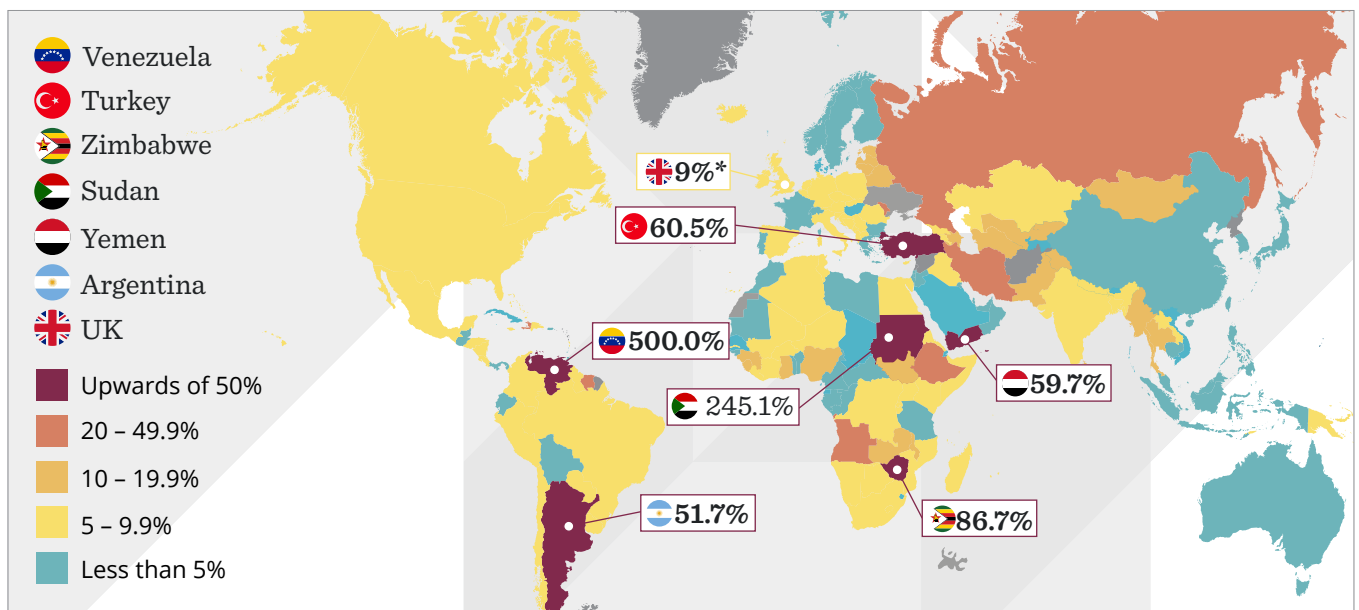 Venezuela
Turkey
Zimbabwe
Sudan
Yemen
Argentina
UK
Upwards of 50%
20 – 49.9%
10 – 19.9%
5 – 9.9%
Less than 5%
9%*
60.5%
500.0%
245.1%
59.7%
51.7%
86.7%